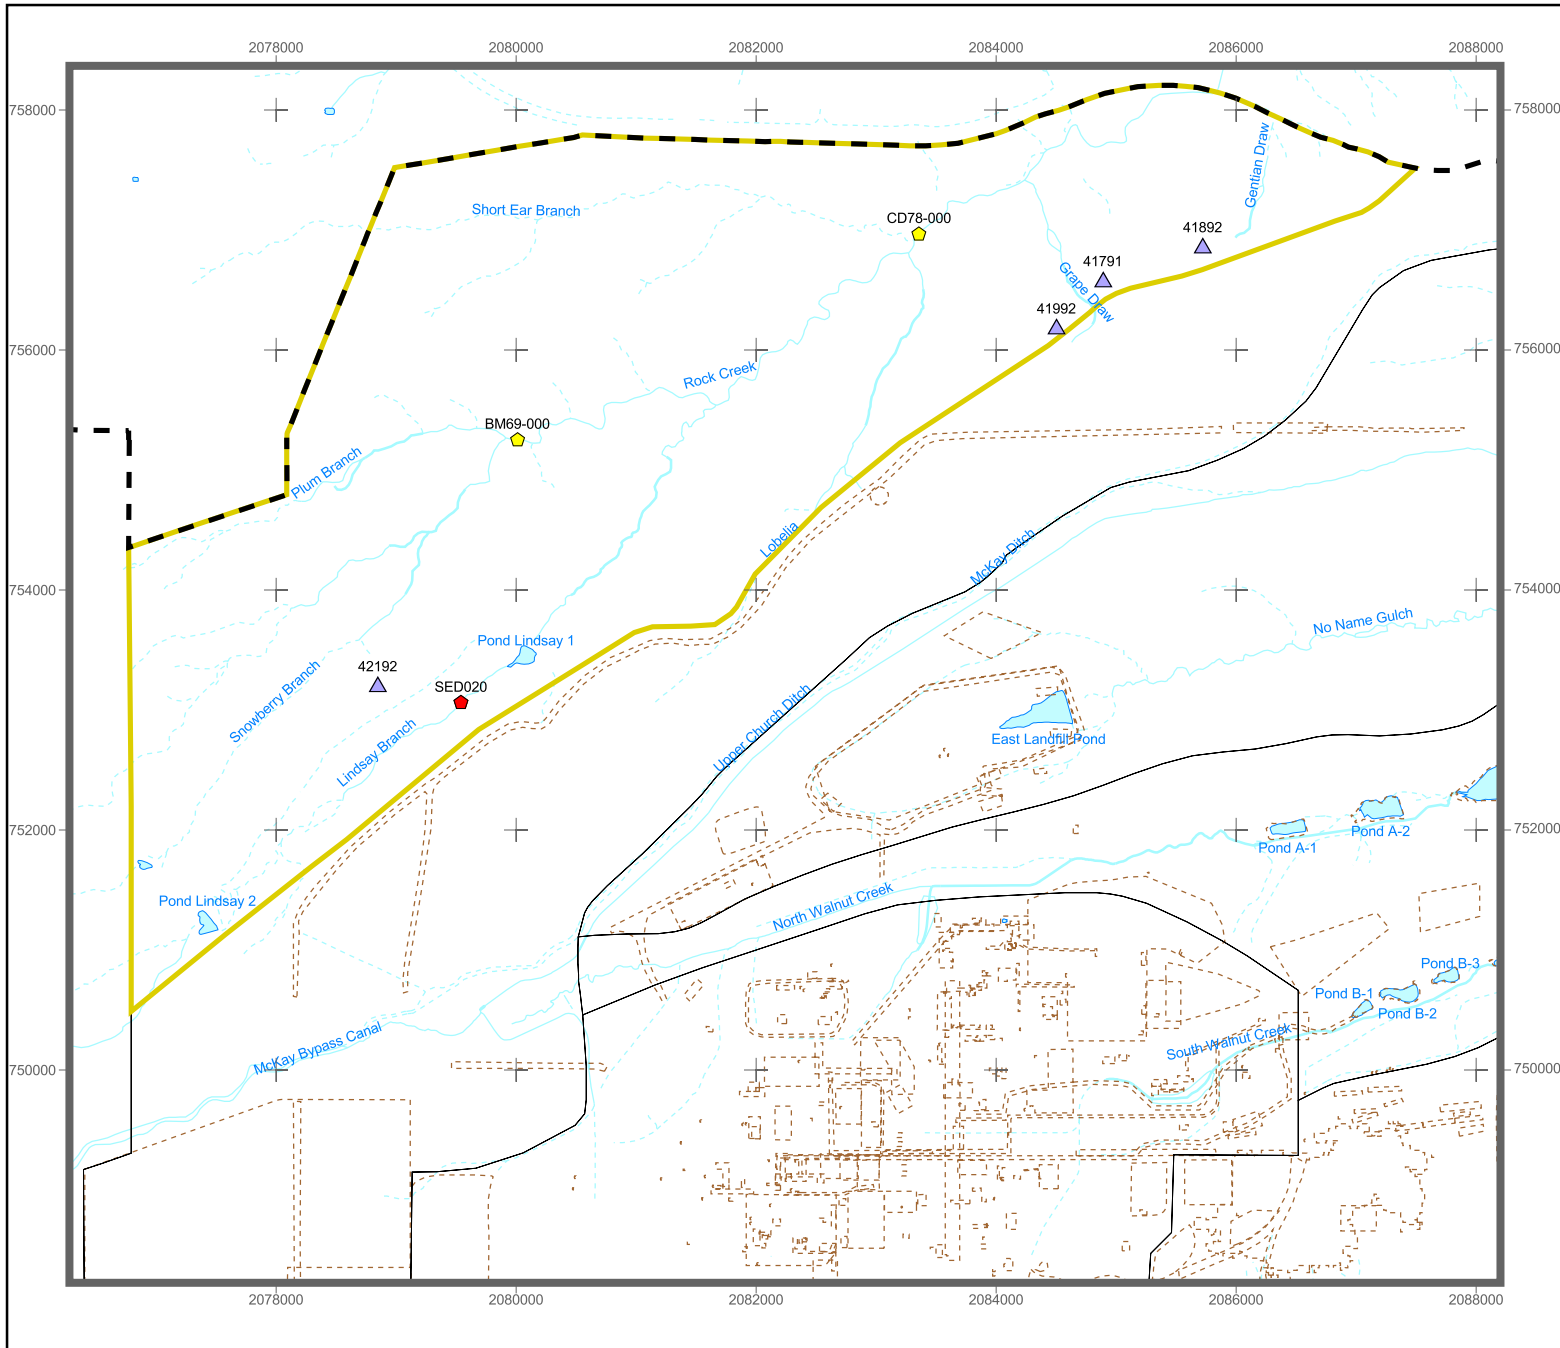 2078000 2080000 2082000 2084000 2086000 2088000
758000
758000
Gentian Draw
Short Ear Branch
CD78-000
41892
41791
Grape Draw
41992
756000
756000
Rock Creek
BM69-000
Plum Branch
Lobelia
McKay Ditch
754000
754000
No Name Gulch
Pond Lindsay 1
42192
SED020
Snowberry Branch
Lindsay Branch
Upper Church Ditch
East Landfill Pond
752000
752000
Pond A-2
Pond A-1
Pond Lindsay 2
North Walnut Creek
Pond B-3
Pond B-1
Pond B-2
McKay Bypass Canal
South Walnut Creek
750000
750000
2078000 2080000 2082000 2084000 2086000 2088000